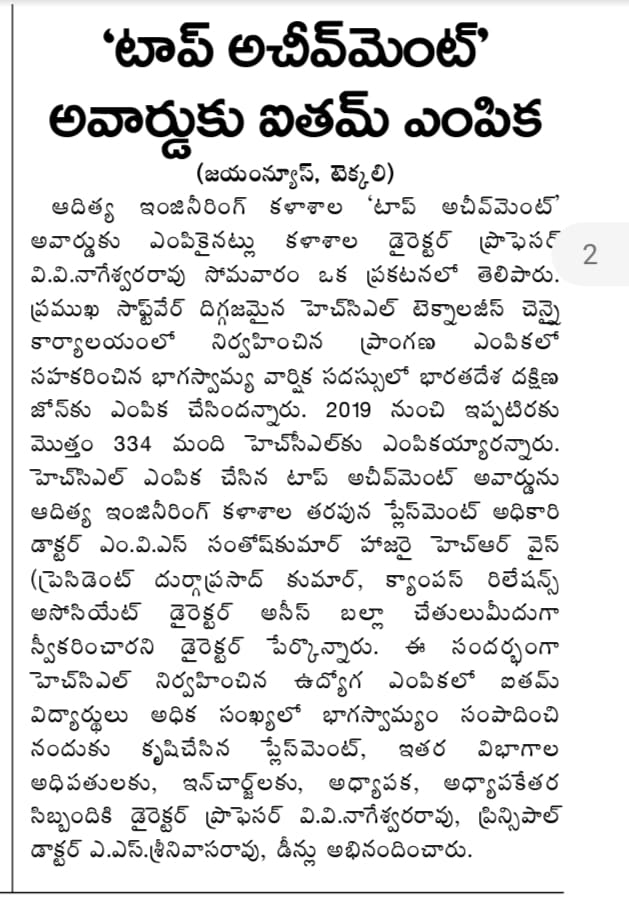 ‘టాప్ అచీవ్‌మెంట్’
అవార్డుకు ఐతమ్ ఎంపిక
(జయంన్యూస్, టెక్కలి)
ఆదిత్య ఇంజినీరింగ్ కళాశాల ‘టాప్ అచీవ్‌మెంట్’
అవార్డుకు ఎంపికైనట్లు కళాశాల డైరెక్టర్ ప్రొఫెసర్
వి.వి.నాగేశ్వరరావు సోమవారం ఒక ప్రకటనలో తెలిపారు.
ప్రముఖ సాఫ్ట్‌వేర్ దిగ్గజమైన హెచ్‌సిఎల్ టెక్నాలజీస్ చెన్నై
కార్యాలయంలో నిర్వహించిన ప్రాంగణ ఎంపికలో
సహకరించిన భాగస్వామ్య వార్షిక సదస్సులో భారతదేశ దక్షిణ
జోన్‌కు ఎంపిక చేసిందన్నారు. 2019 నుంచి ఇప్పటిరకు
మొత్తం 334 మంది హెచ్‌సీఎల్‌కు ఎంపికయ్యారన్నారు.
హెచ్‌సిఎల్ ఎంపిక చేసిన టాప్ అచీవ్‌మెంట్ అవార్డును
ఆదిత్య ఇంజినీరింగ్ కళాశాల తరపున ప్లేస్‌మెంట్ అధికారి
డాక్టర్ ఎం.వి.ఎస్ సంతోష్‌కుమార్ హాజరై హెచ్‌ఆర్ వైస్
ప్రెసిడెంట్ దుర్గాప్రసాద్ కుమార్, క్యాంపస్ రిలేషన్స్
అసోసియేట్ డైరెక్టర్ అసీస్ బల్లా చేతులుమీదుగా
స్వీకరించారని డైరెక్టర్ పేర్కొన్నారు. ఈ సందర్భంగా
హెచ్‌సిఎల్ నిర్వహించిన ఉద్యోగ ఎంపికలో ఐతమ్
విద్యార్థులు అధిక సంఖ్యలో భాగస్వామ్యం సంపాదించి
నందుకు కృషిచేసిన ప్లేస్‌మెంట్, ఇతర విభాగాల
అధిపతులకు, ఇన్‌చార్జ్‌లకు, అధ్యాపక, అధ్యాపకేతర
సిబ్బందికి డైరెక్టర్ ప్రొఫెసర్ వి.వి.నాగేశ్వరరావు, ప్రిన్సిపాల్
డాక్టర్ ఎ.ఎస్.శ్రీనివాసరావు, డీన్లు అభినందించారు.
2